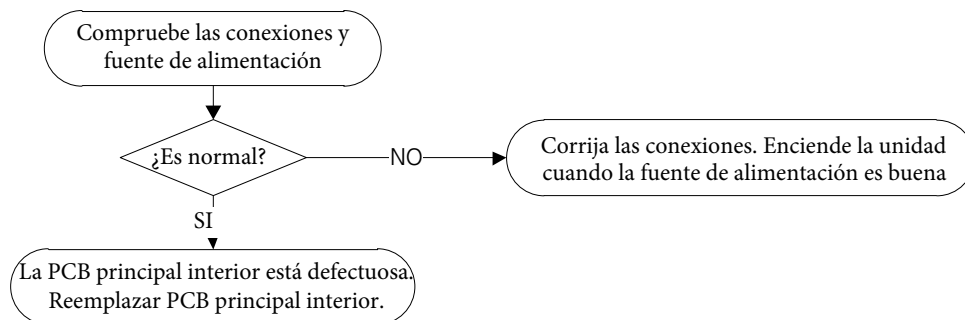 Compruebe las conexiones y
fuente de alimentación
¿Es normal?
NO
Corrija las conexiones. Enciende la unidad
cuando la fuente de alimentación es buena
SI
La PCB principal interior está defectuosa.
Reemplazar PCB principal interior.